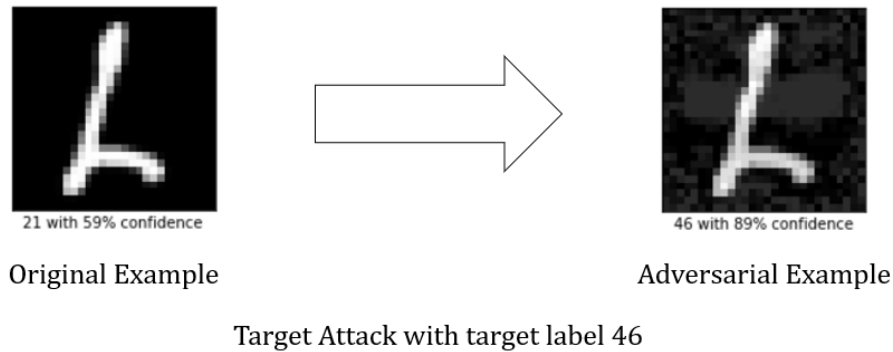 21 with 59% confidence
46 with 89% confidence
Original Example
Adversarial Example
Target Attack with target label 46